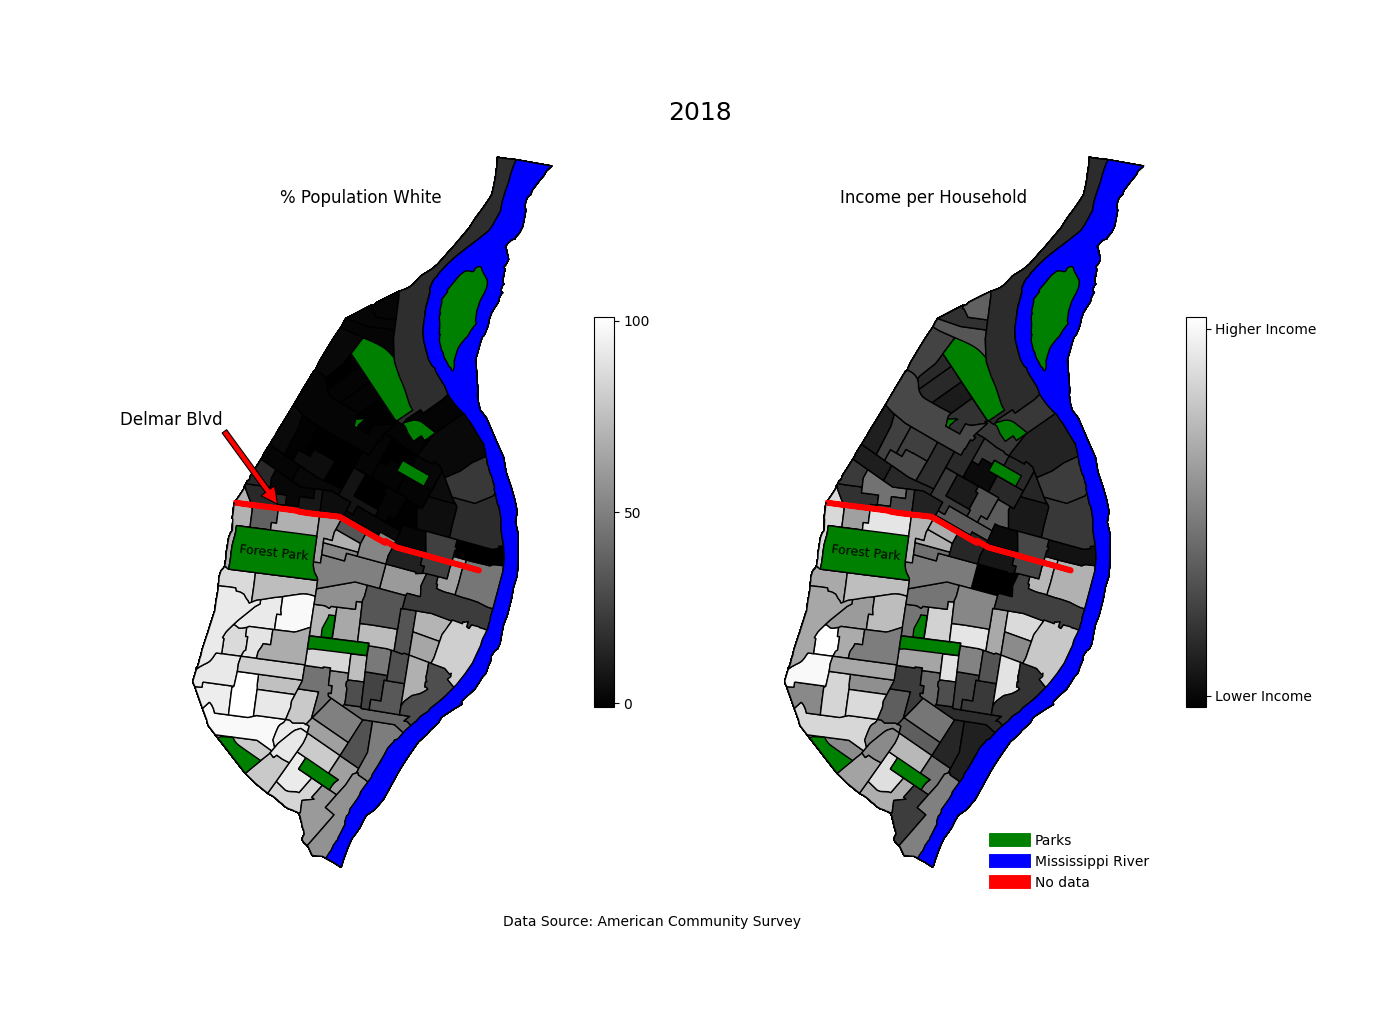 2018
% Population White
Income per Household
100
Higher Income
Delmar Blvd
50
Forest Park
Forest Park
0
Lower Income
Parks
Mississippi River
No data
Data Source: American Community Survey